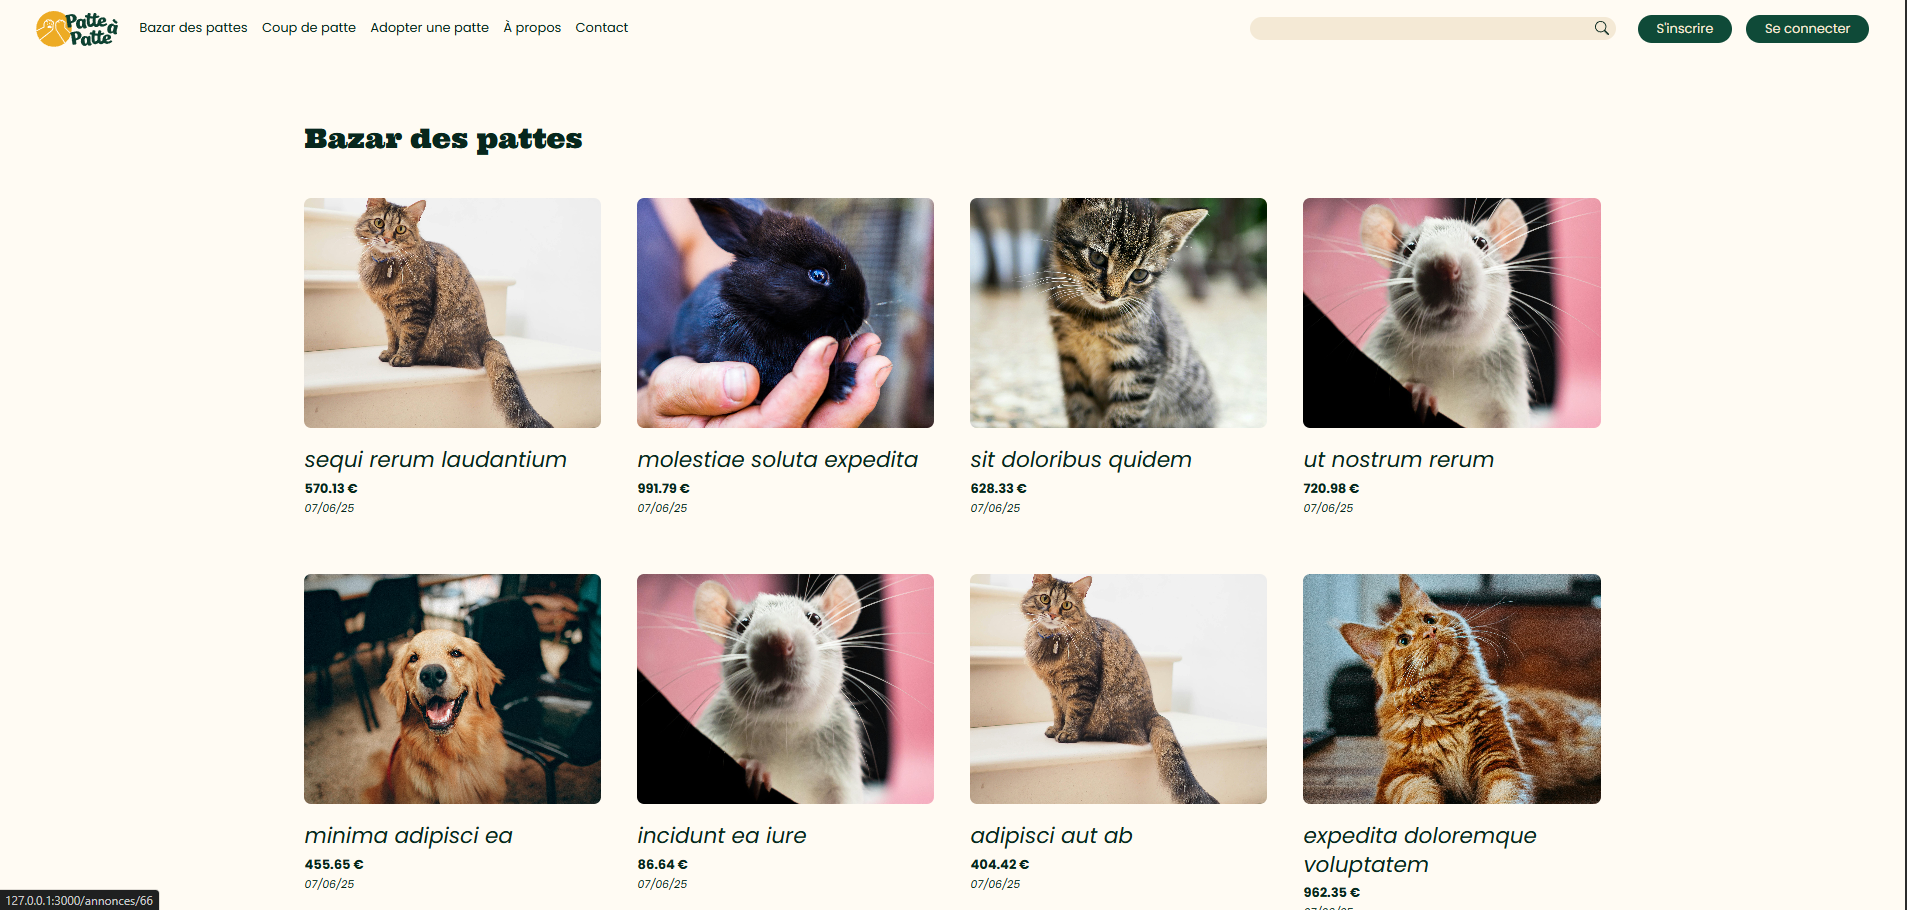 Patte à
Patte
Bazar des pattes Coup de patte Adopter une patte À propos Contact
S'inscrire Se connecter
Bazar des pattes
sequi rerum laudantium
570.13 €
07/06/25
molestiae soluta expedita
991.79 €
07/06/25
sit doloribus quidem
628.33 €
07/06/25
ut nostrum rerum
720.98 €
07/06/25
minima adipisci ea
455.65 €
07/06/25
incidunt ea iure
86.64 €
07/06/25
adipisci aut ab
404.42 €
07/06/25
expedita doloremque
voluptatem
962.35 €
127.0.0.1:3000/annonces/66